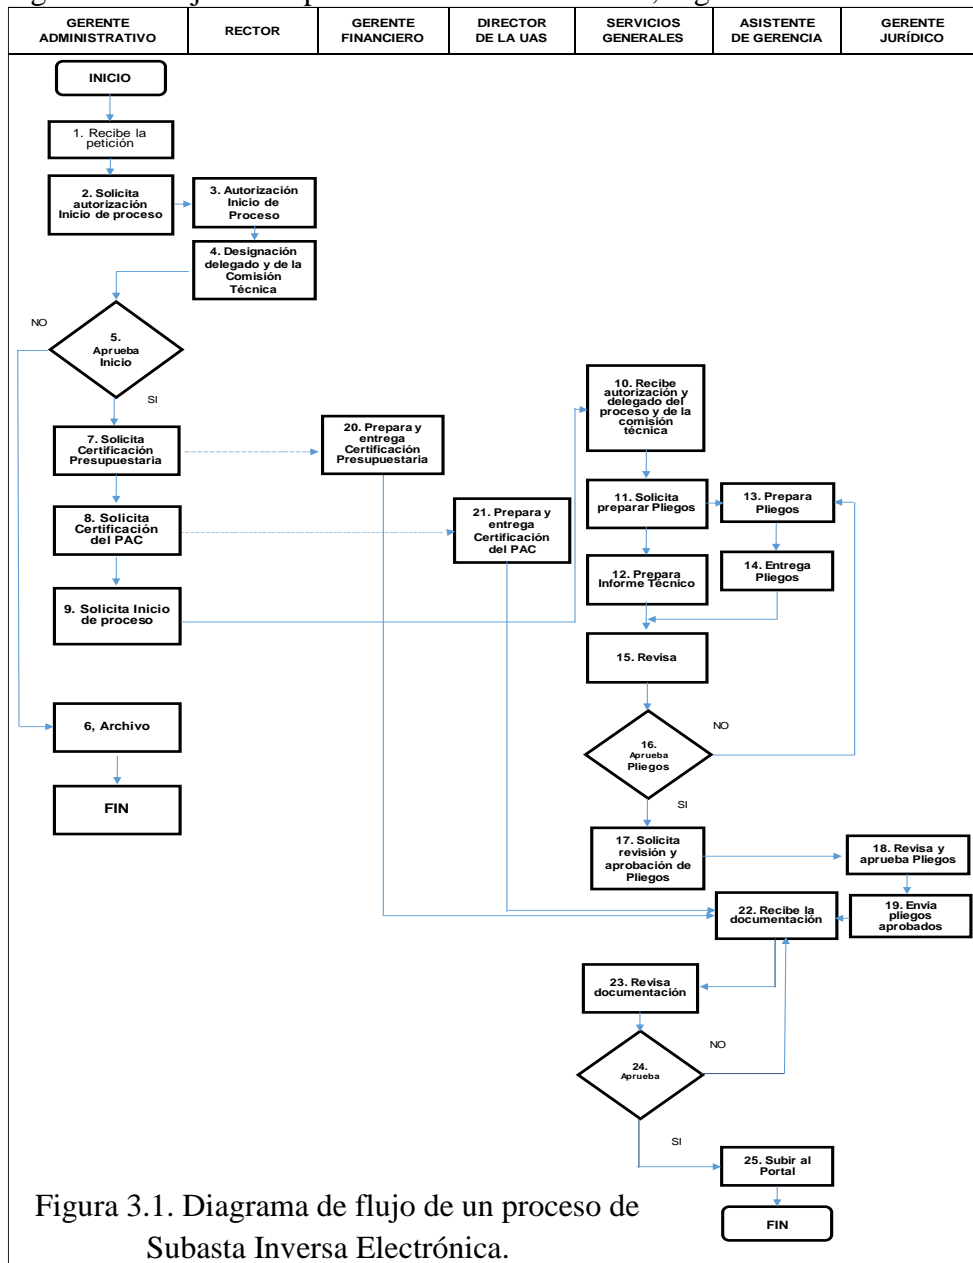 GERENTE
ADMINISTRATIVO
RECTOR
GERENTE
FINANCIERO
DIRECTOR
DE LA UAS
SERVICIOS
GENERALES
ASISTENTE
DE GERENCIA
GERENTE
JURÍDICO
INICIO
1. Recibe la
petición
2. Solicita
autorización
Inicio de proceso
3. Autorización
Inicio de
Proceso
4. Designación
delegado y de la
Comisión
Técnica
NO
5.
Aprueba
Inicio
SI
7. Solicita
Certificación
Presupuestaria
20. Prepara y
entrega
Certificación
Presupuestaria
10. Recibe
autorización y
delegado del
proceso y de la
comisión
técnica
8. Solicita
Certificación
del PAC
21. Prepara y
entrega
Certificación
del PAC
11. Solicita
preparar Pliegos
13. Prepara
Pliegos
12. Prepara
Informe Técnico
14. Entrega
Pliegos
9. Solicita Inicio
de proceso
15. Revisa
6, Archivo
16.
Aprueba
Pliegos
NO
FIN
SI
17. Solicita
revisión y
aprobación de
Pliegos
18. Revisa y
aprueba Pliegos
22. Recibe la
documentación
19. Envia
pliegos
aprobados
23. Revisa
documentación
24.
Aprueba
NO
SI
25. Subir al
Portal
FIN
Figura 3.1. Diagrama de flujo de un proceso de
Subasta Inversa Electrónica.